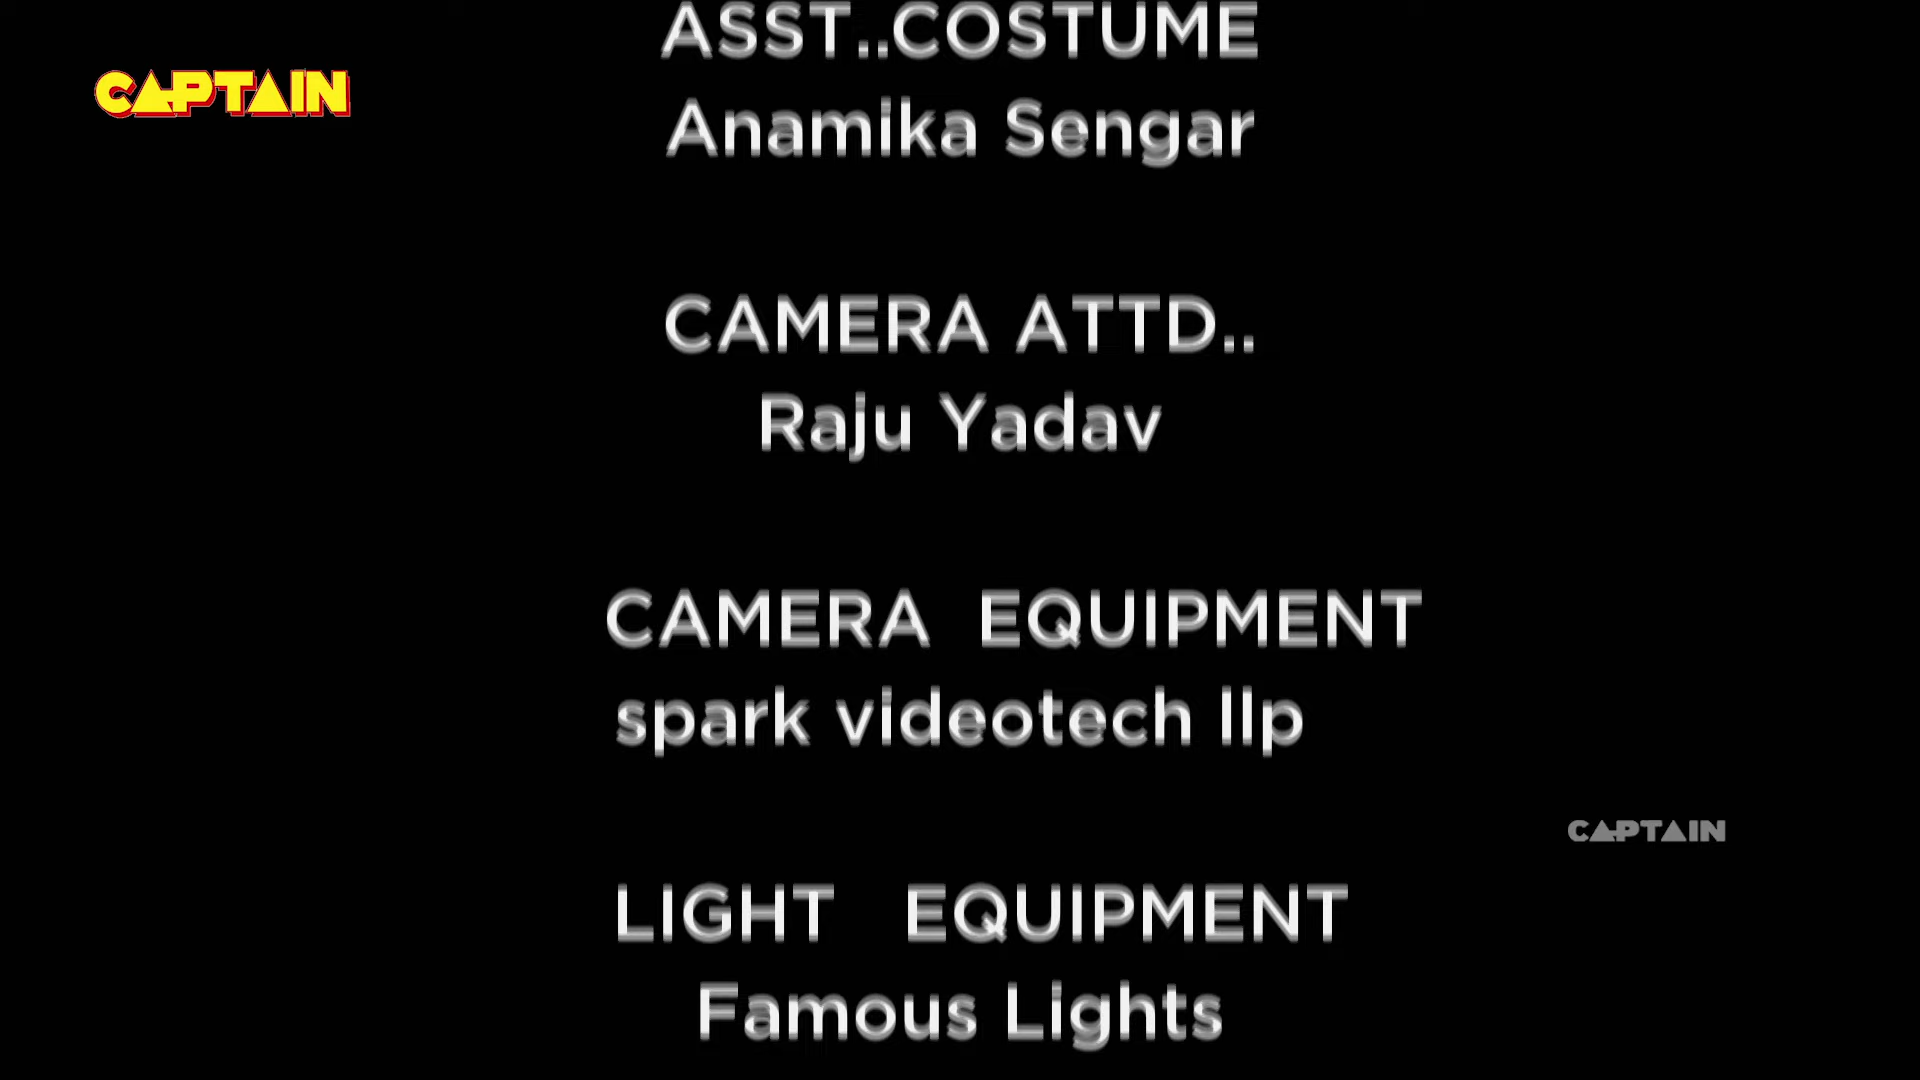 ASST..COSTUME
CAPTAIN
Anamika Sengar
CAMERA ATTD..
Raju Yadav
CAMERA EQUIPMENT
spark videotech llp
CAPTAIN
LIGHT EQUIPMENT
Famous Lights